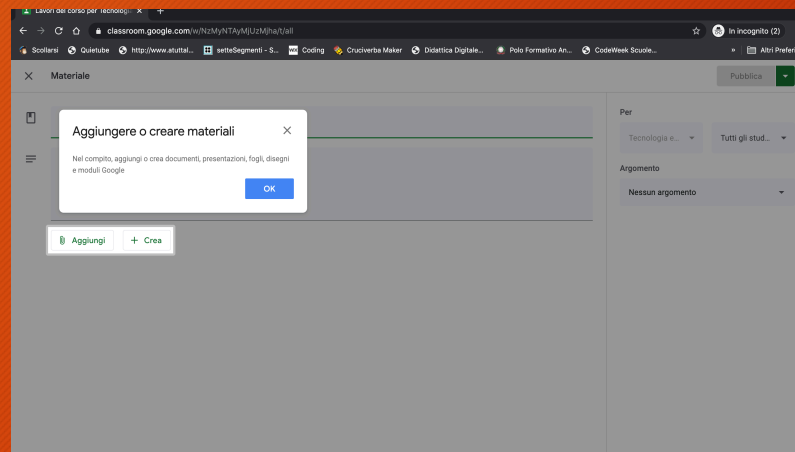 Lavori del corso per Tecnologi
classroom.google.com/w/NzMyNTAyMjUzMjha/t/all
In incognito (2)
Scollarsi Quietube http://www.atuttal... setteSegmenti - S... WX Coding Cruciverba Maker Didattica Digitale... Polo Formativo An... CodeWeek Scuole... » Altri Preferi
Materiale
Pubblica
Aggiungere o creare materiali
Nel compito, aggiungi o crea documenti, presentazioni, fogli, disegni
e moduli Google
OK
Aggiungi + Crea
Per
Tecnologia e... Tutti gli stud...
Argomento
Nessun argomento